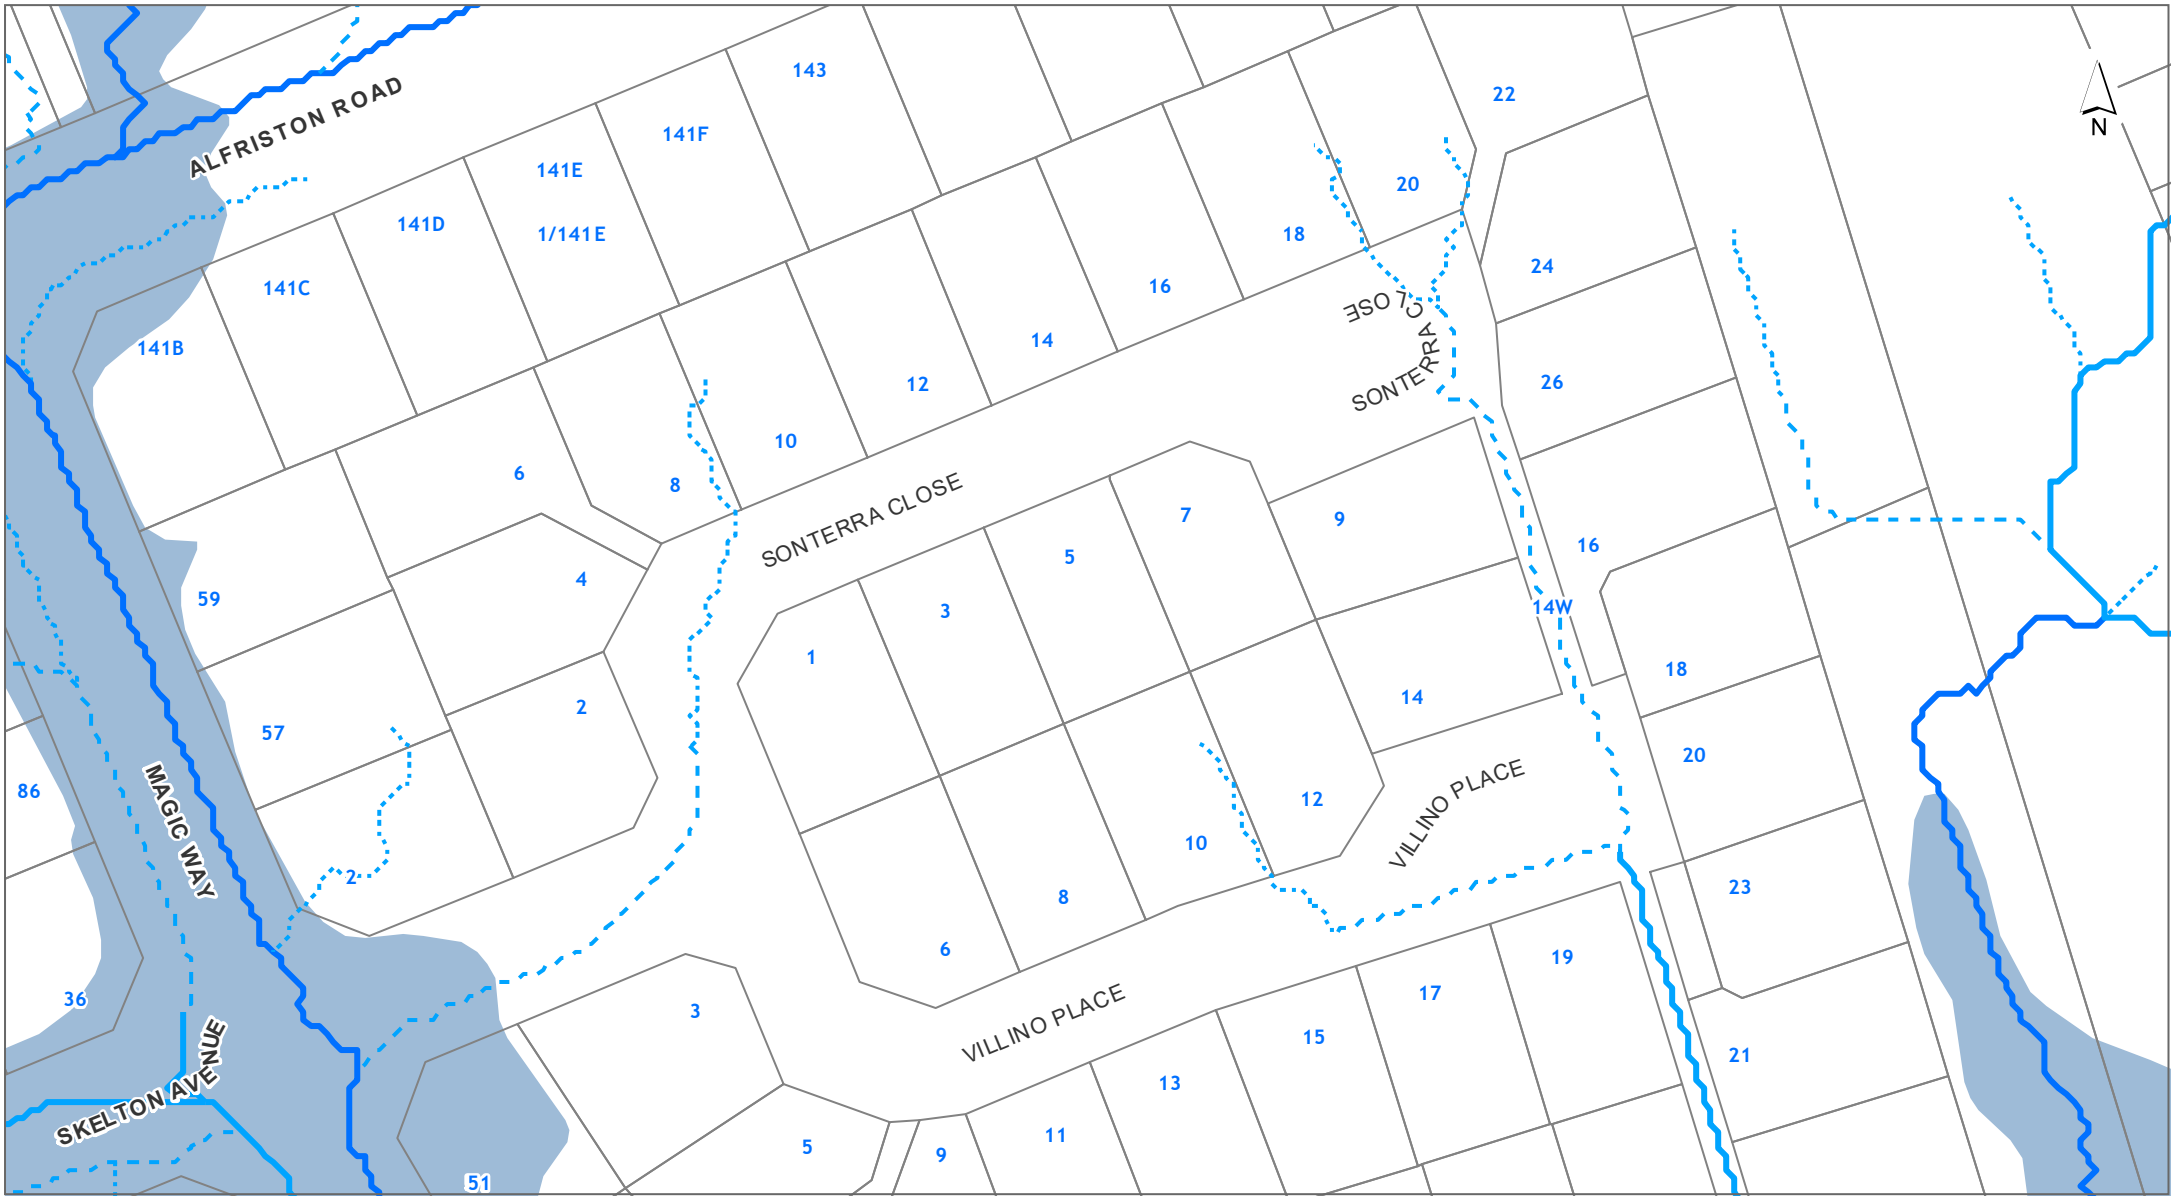 143
22
ALFRISTON ROAD
N
141F
141E
20
141D
1/141E
18
24
141C
16
SONTERRA CLOSE
14
141B
26
12
10
6
8
SONTERRA CLOSE
7
9
16
5
4
59
3
14W
1
18
2
14
57
20
86
MAGIC WAY
VILLINO PLACE
12
10
2
23
8
6
19
36
17
3
VILLINO PLACE
15
SKELTON AVENUE
21
13
11
5
9
51